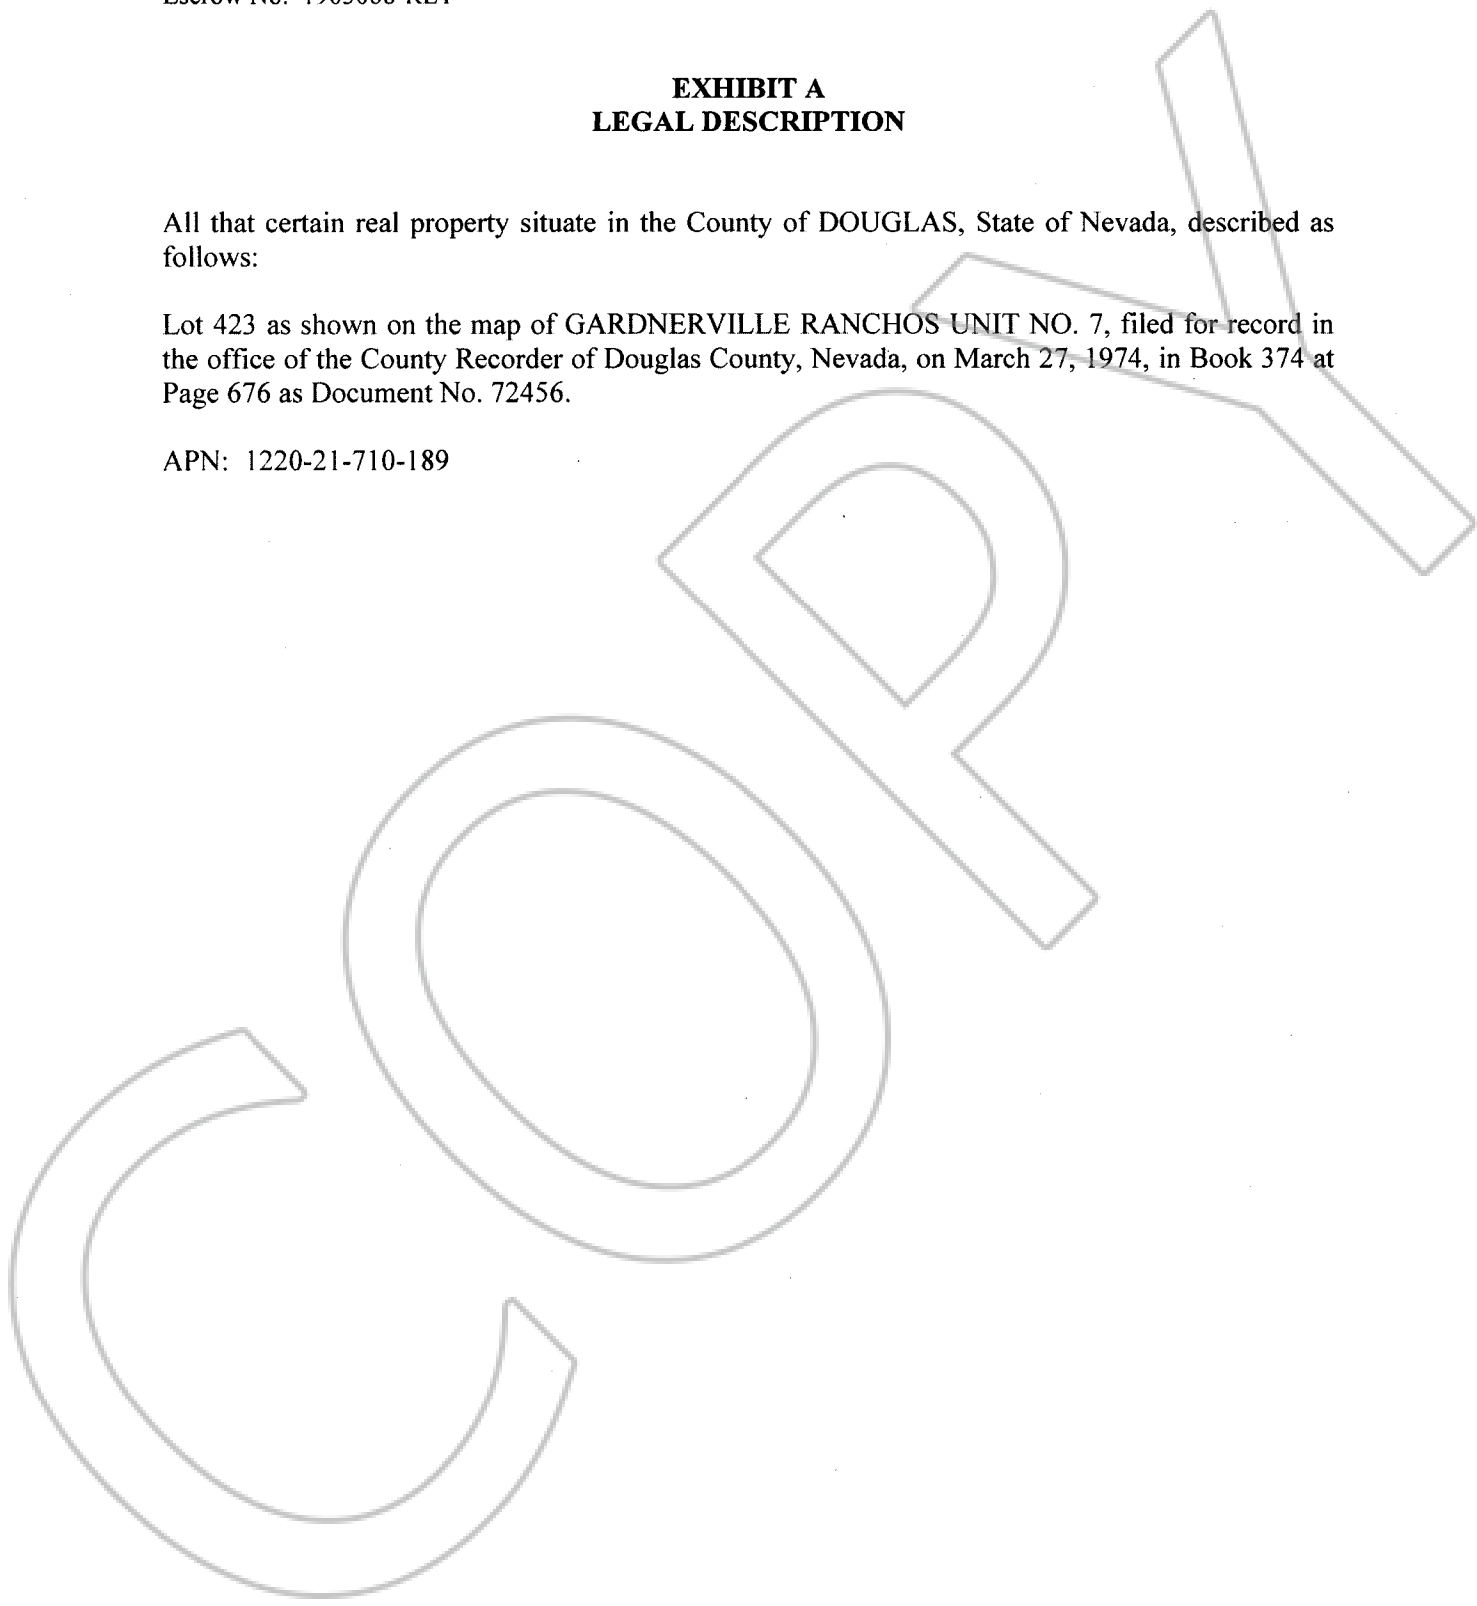 Escrow No.
EXHIBIT A
LEGAL DESCRIPTION
All that certain real property situate in the County of DOUGLAS, State of Nevada, described as
follows:
Lot 423 as shown on the map of GARDNERVILLE RANCHOS UNIT NO. 7, filed for record in
the office of the County Recorder of Douglas County, Nevada, on March 27, 1974, in Book 374 at
Page 676 as Document No. 72456.
APN: 1220-21-710-189
COPY